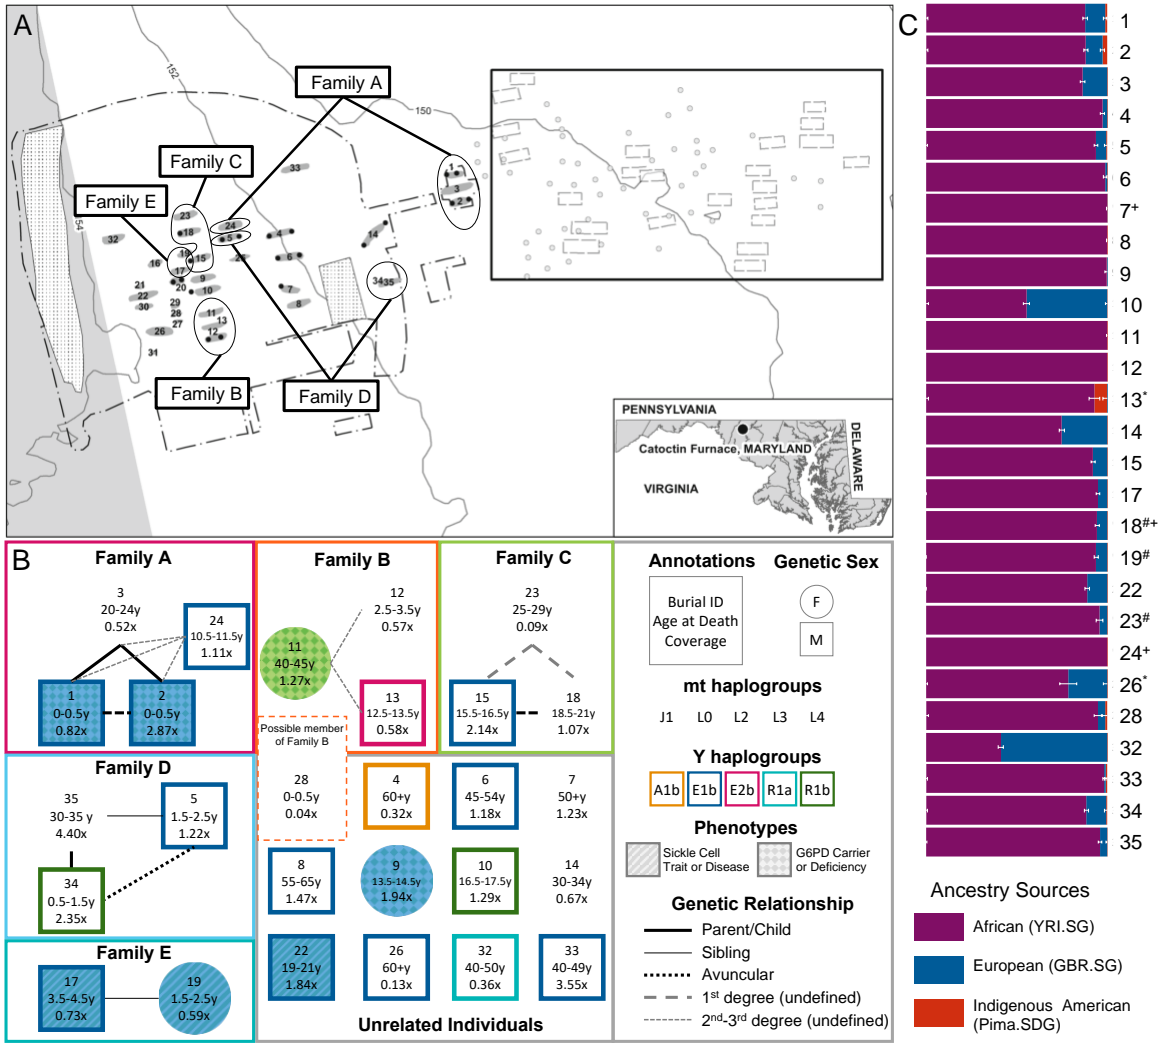 A
Family A
Family C
Family E
Family B
Family D
152
150
154
33
1
3
2
23
18
24
5
4
14
32
16
19
15
17
6
21
20
9
10
22
30
29
28
27
26
31
11
13
12
7
8
34
35
PENNSYLVANIA
Catoctin Furnace, MARYLAND
DELAWARE
VIRGINIA
B
Family A
3
20-24y
0.52x
24
10.5-11.5y
1.11x
1
0-0.5y
0.82x
2
0-0.5y
2.87x
Family B
12
2.5-3.5y
0.57x
11
40-45y
1.27x
13
12.5-13.5y
0.58x
Possible member
of Family B
28
0-0.5y
0.04x
Family C
23
25-29y
0.09x
15
15.5-16.5y
2.14x
18
18.5-21y
1.07x
Family D
35
30-35 y
4.40x
5
1.5-2.5y
1.22x
34
0.5-1.5y
2.35x
Family E
17
3.5-4.5y
0.73x
19
1.5-2.5y
0.59x
4
60+y
0.32x
6
45-54y
1.18x
7
50+y
1.23x
8
55-65y
1.47x
9
13.5-14.5y
1.94x
10
16.5-17.5y
1.29x
14
30-34y
0.67x
22
19-21y
1.84x
26
60+y
0.13x
32
40-50y
0.36x
33
40-49y
3.55x
Unrelated Individuals
Annotations
Burial ID
Age at Death
Coverage
Genetic Sex
F
M
mt haplogroups
J1 L0 L2 L3 L4
Y haplogroups
A1b E1b E2b R1a R1b
Phenotypes
Sickle Cell
Trait or Disease
G6PD Carrier
or Deficiency
Genetic Relationship
Parent/Child
Sibling
Avuncular
1st degree (undefined)
2nd-3rd degree (undefined)
C
1
2
3
4
5
6
7+
8
9
10
11
12
13*
14
15
17
18#+
19#
22
23#
24+
26*
28
32
33
34
35
Ancestry Sources
African (YRI.SG)
European (GBR.SG)
Indigenous American
(Pima.SDG)